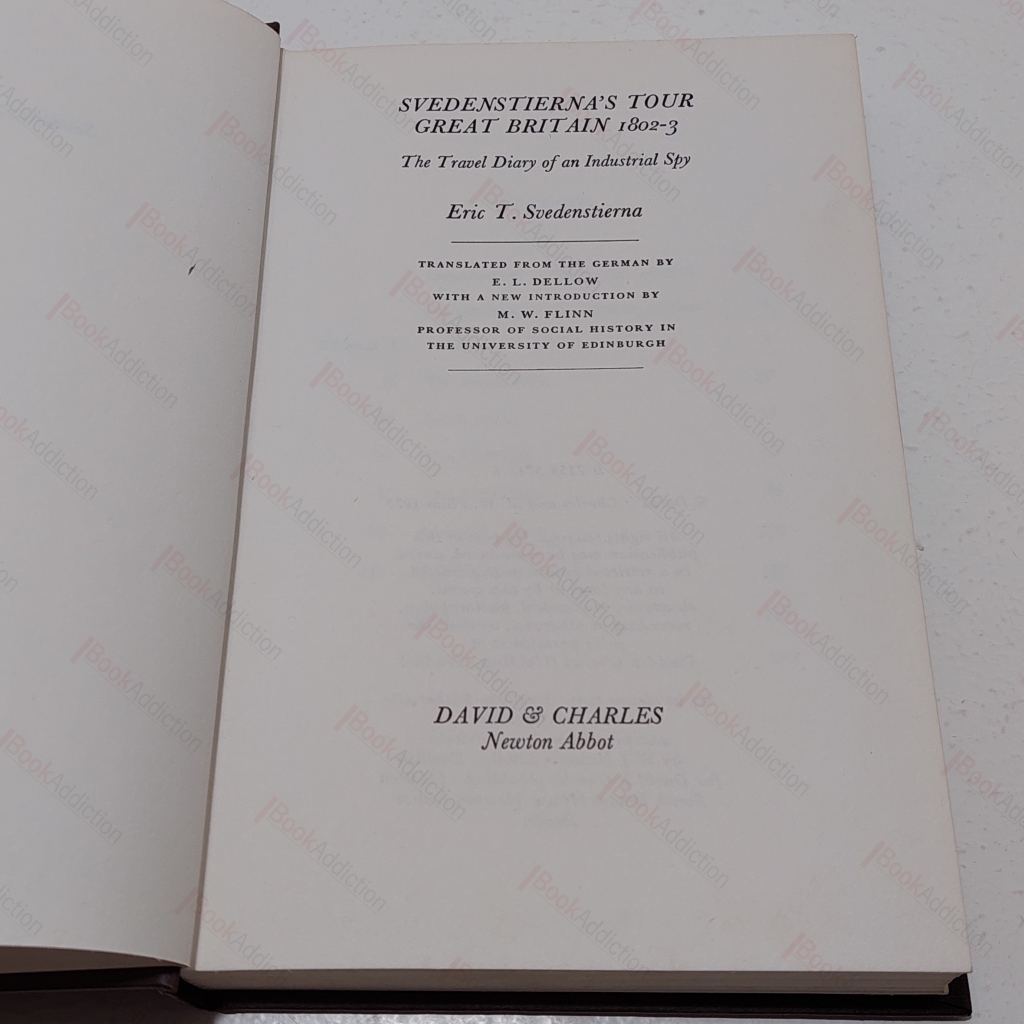 SVEDENSTIERNA'S TOUR
GREAT BRITAIN 1802-3
The Travel Diary of an Industrial Spy
Eric T. Svedenstierna
TRANSLATED FROM THE GERMAN BY
E. L. DELLOW
WITH A NEW INTRODUCTION BY
M. W. FLINN
PROFESSOR OF SOCIAL HISTORY IN
THE UNIVERSITY OF EDINBURGH
DAVID & CHARLES
Newton Abbot
BookAddiction